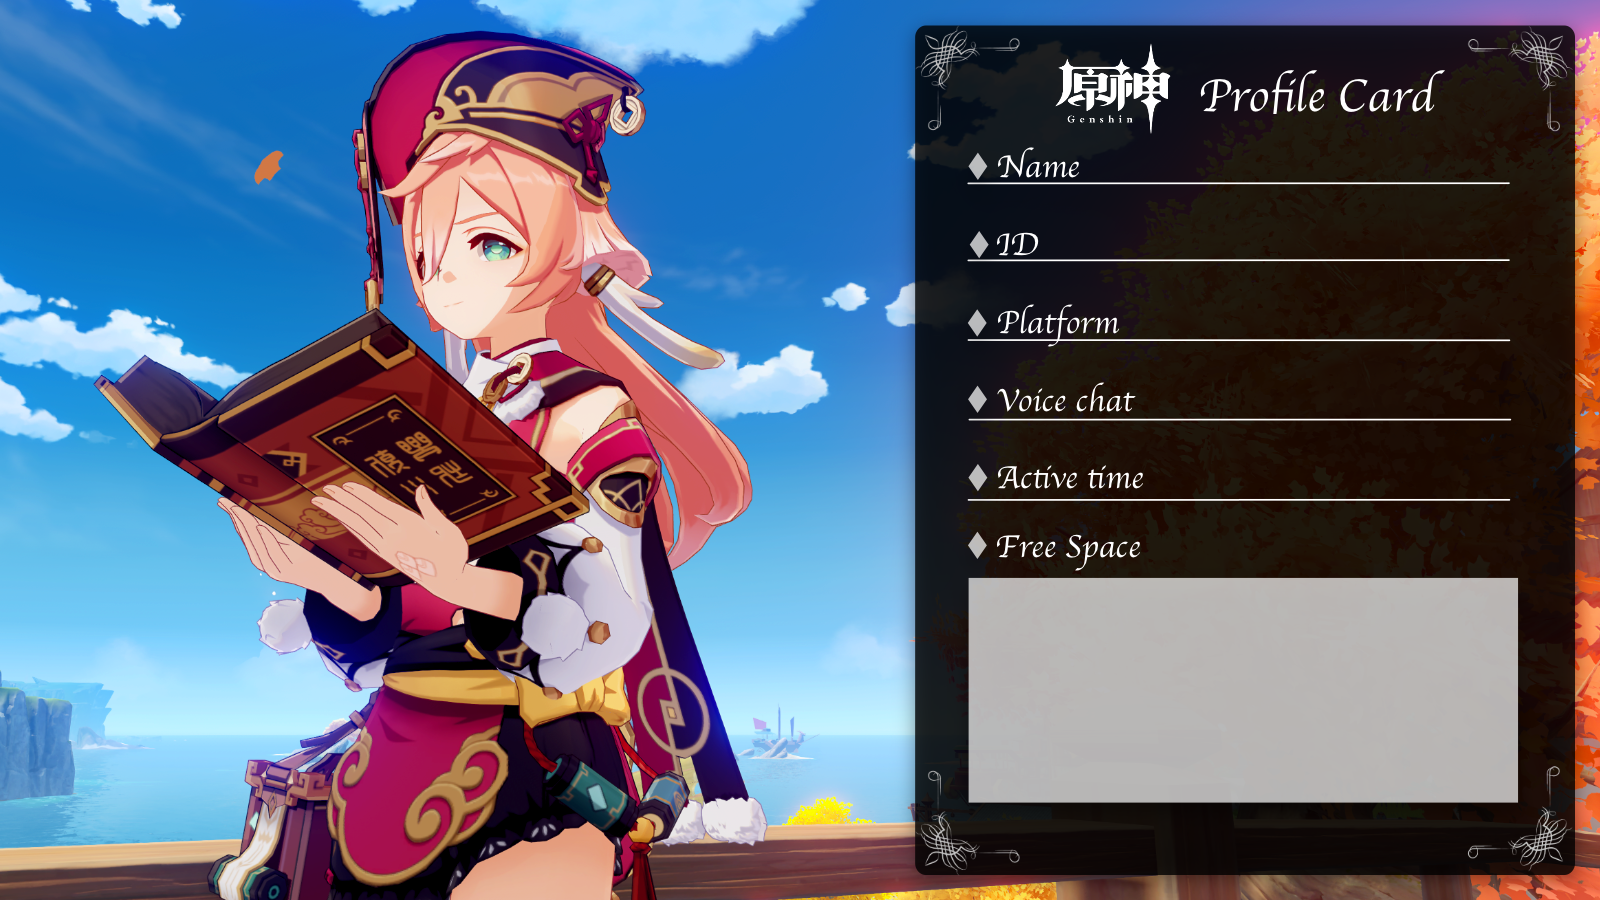 原神
Genshin
Profile Card
Name
ID
Platform
Voice chat
Active time
Free Space